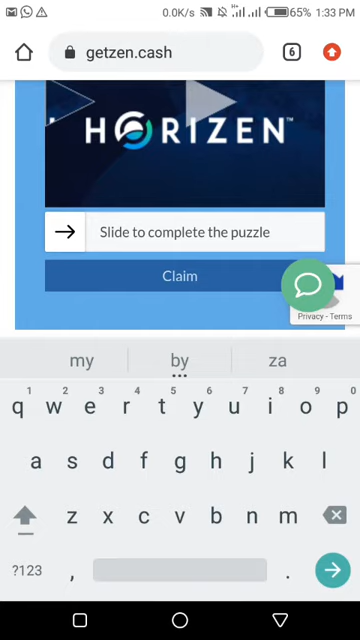 0.0K/s
H+
65%
1:33 PM
getzen.cash
6
HORIZEN™
Slide to complete the puzzle
Claim
Privacy - Terms
my by za
1 2 3 4 5 6 7 8 9 0
q w e r t y u i o p
a s d f g h j k l
z x c v b n m
?123 , .